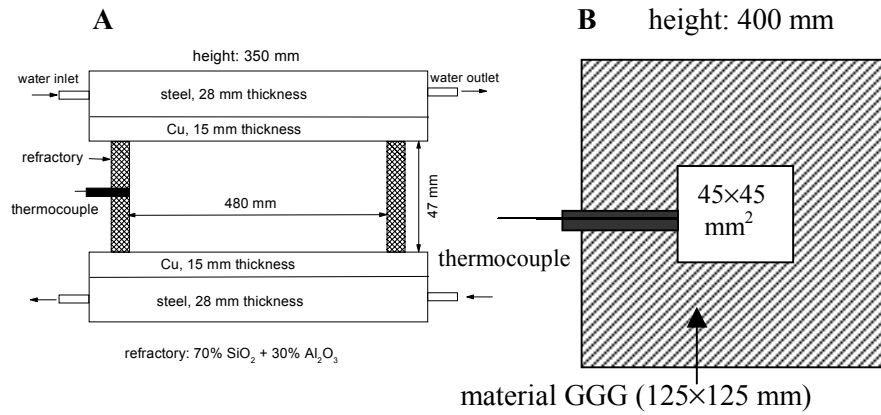 A
height: 350 mm
water inlet
water outlet
steel, 28 mm thickness
Cu, 15 mm thickness
refractory
thermocouple
480 mm
47 mm
Cu, 15 mm thickness
steel, 28 mm thickness
refractory: 70% SiO₂ + 30% Al₂O₃
B height: 400 mm
45×45
mm²
thermocouple
material GGG (125×125 mm)